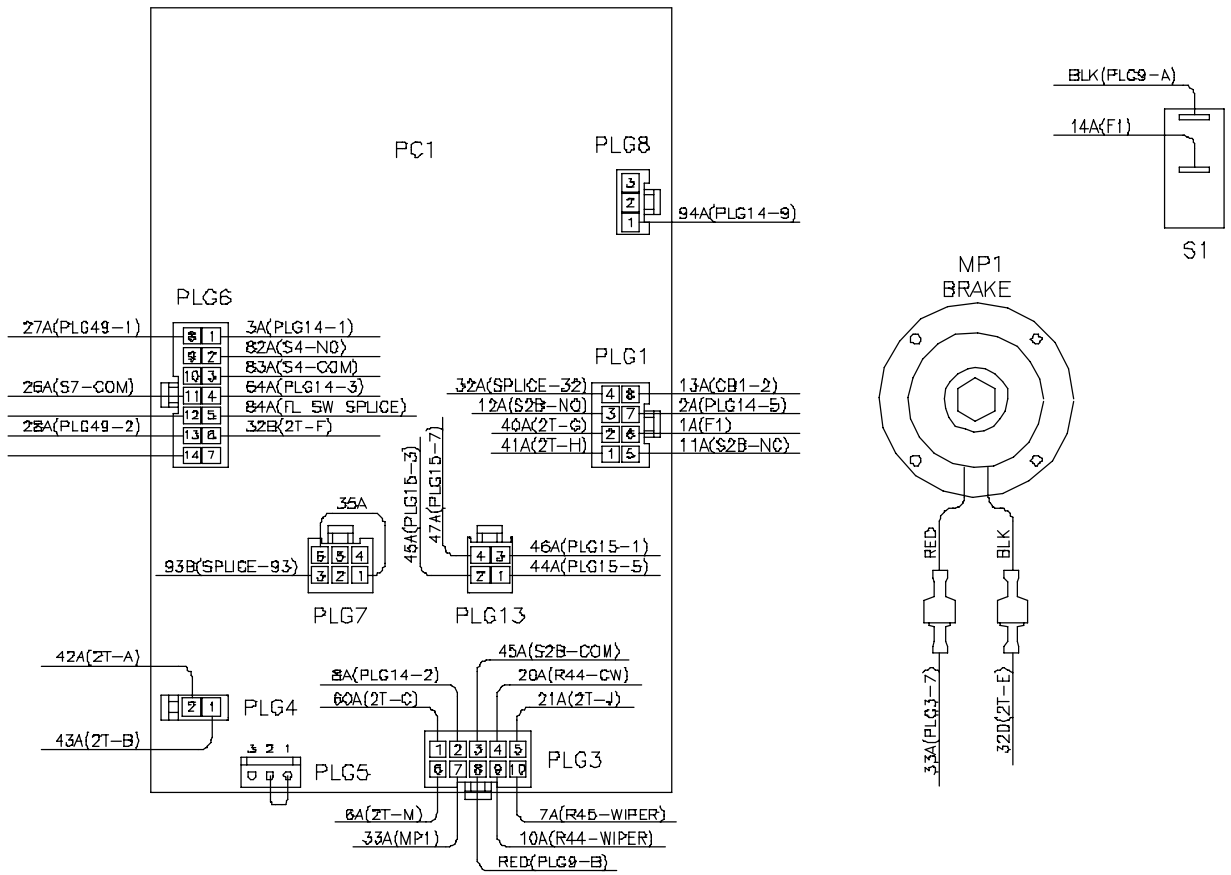 BLK(PLG9-A)
14A(F1)
S1
PC1
PLG8
3
2
1
94A(PLG14-9)
MP1
BRAKE
PLG6
27A(PLG49-1)
8 1
3A(PLG14-1)
9 2
82A(S4-NO)
10 3
83A(S4-COM)
26A(S7-COM)
11 4
64A(PLG14-3)
12 5
84A(FL SW SPLICE)
28A(PLG49-2)
13 6
32B(2T-F)
14 7
PLG1
32A(SPLICE-32)
4 8
13A(CB1-2)
12A(S2B-NO)
3 7
2A(PLG14-5)
40A(2T-G)
2 6
1A(F1)
41A(2T-H)
1 5
11A(S2B-NC)
45A(PLG15-3)
47A(PLG15-7)
35A
6 5 4
93B(SPLICE-93)
3 2 1
PLG7
4 3
46A(PLG15-1)
2 1
44A(PLG15-5)
PLG13
RED
BLK
33A(PLG3-7)
32D(2T-E)
42A(2T-A)
2 1
PLG4
43A(2T-B)
3 2 1
PLG5
45A(S2B-COM)
8A(PLG14-2)
20A(R44-CW)
60A(2T-C)
21A(2T-J)
1 2 3 4 5
6 7 8 9 10
PLG3
6A(2T-M)
7A(R45-WIPER)
33A(MP1)
10A(R44-WIPER)
RED(PLG9-B)